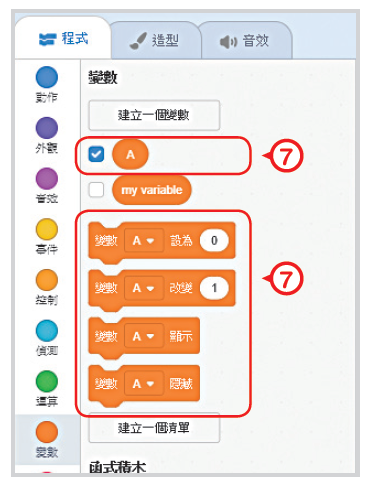 程式
造型
音效
動作
外觀
音效
事件
控制
偵測
運算
變數
變數
建立一個變數
A
⑦
my variable
變數 A 設為 0
變數 A 改變 1
⑦
變數 A 顯示
變數 A 隱藏
建立一個清單
函式積木